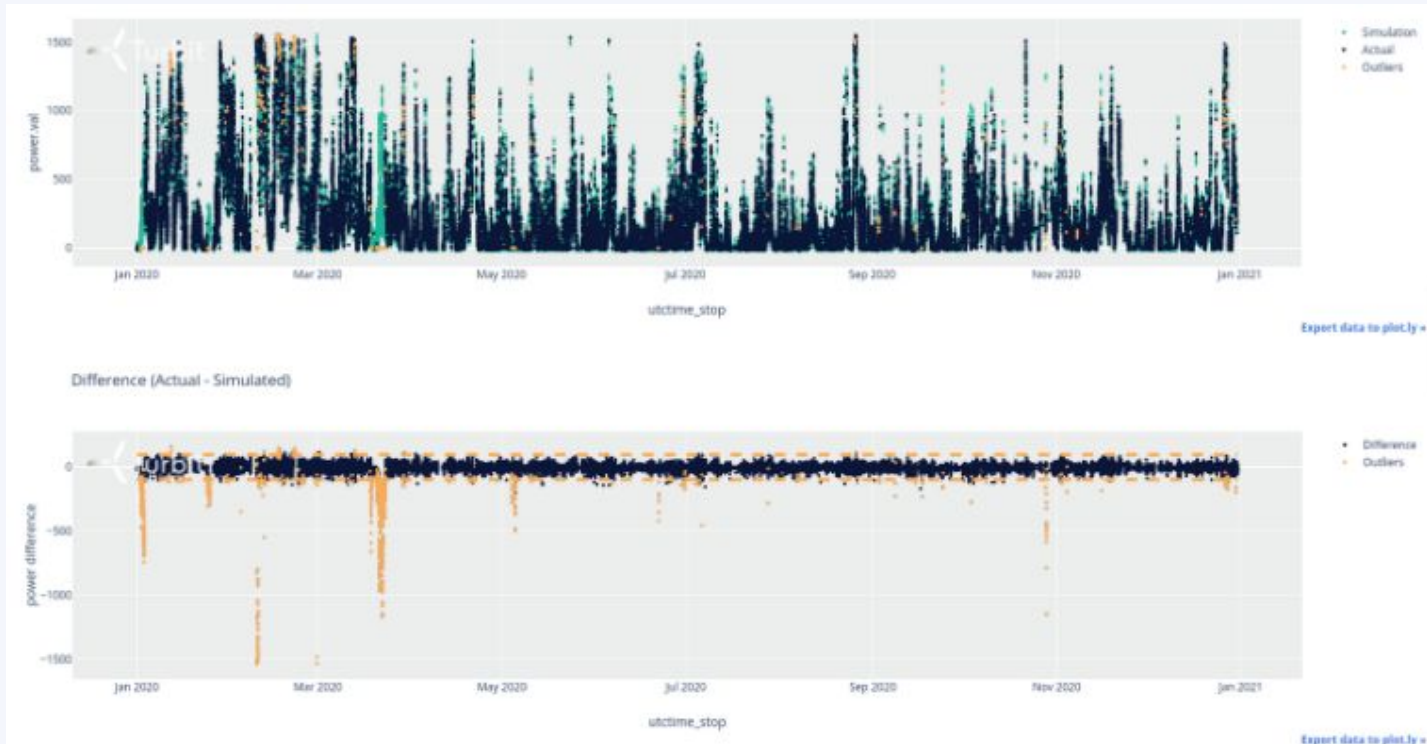 1500
1000
500
0
power.val
Turbit
Simulation
Actual
Outliers
Jan 2020 Mar 2020 May 2020 Jul 2020 Sep 2020 Nov 2020 Jan 2021
utctime_stop
Export data to plot.ly »
Difference (Actual - Simulated)
0
−500
−1000
−1500
power difference
Turbit
Difference
Outliers
Jan 2020 Mar 2020 May 2020 Jul 2020 Sep 2020 Nov 2020 Jan 2021
utctime_stop
Export data to plot.ly »